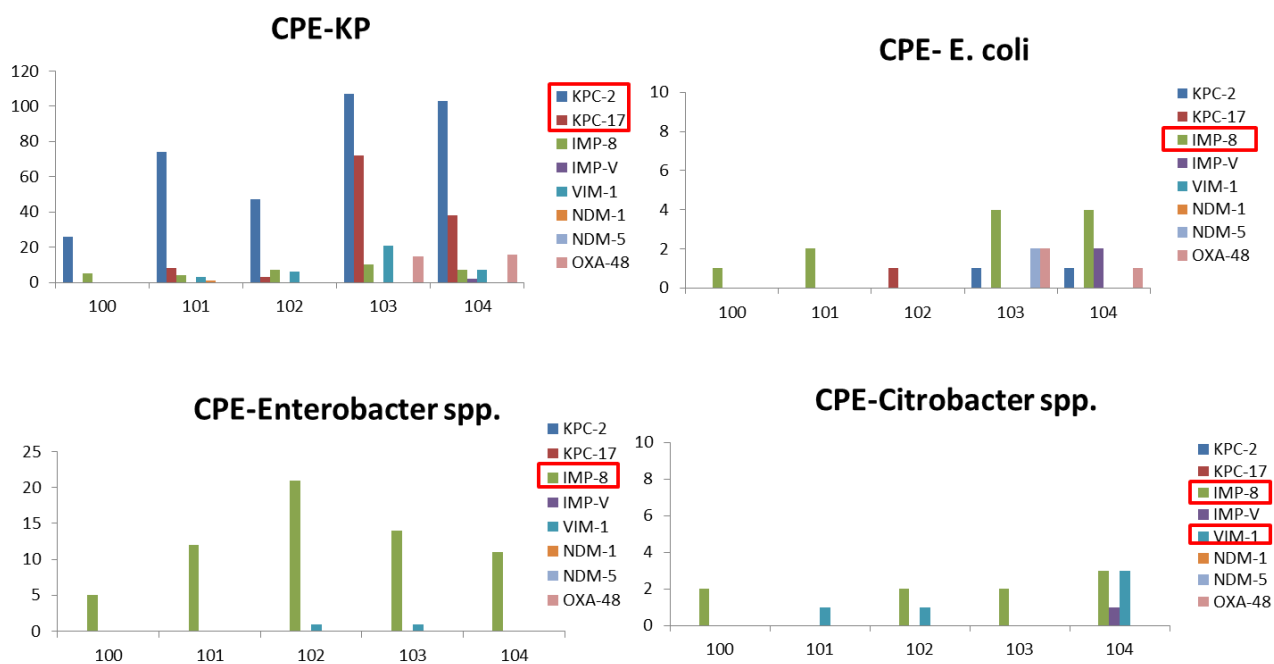 CPE-KP
120
100
80
60
40
20
0
100 101 102 103 104
KPC-2
KPC-17
IMP-8
IMP-V
VIM-1
NDM-1
NDM-5
OXA-48
CPE- E. coli
10
8
6
4
2
0
100 101 102 103 104
KPC-2
KPC-17
IMP-8
IMP-V
VIM-1
NDM-1
NDM-5
OXA-48
CPE-Enterobacter spp.
25
20
15
10
5
0
100 101 102 103 104
KPC-2
KPC-17
IMP-8
IMP-V
VIM-1
NDM-1
NDM-5
OXA-48
CPE-Citrobacter spp.
10
8
6
4
2
0
100 101 102 103 104
KPC-2
KPC-17
IMP-8
IMP-V
VIM-1
NDM-1
NDM-5
OXA-48